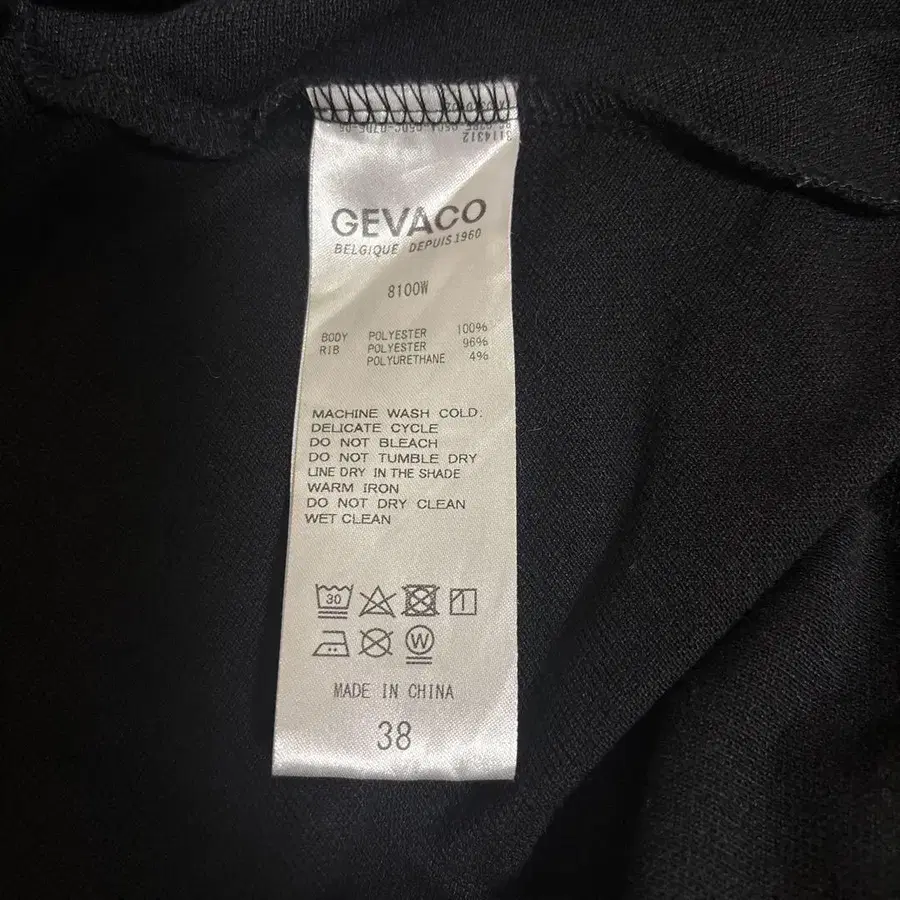 GEVACO
BELGIQUE DEPUIS 1960
8100W
BODY POLYESTER 100%
RIB POLYESTER 96%
POLYURETHANE 4%
MACHINE WASH COLD:
DELICATE CYCLE
DO NOT BLEACH
DO NOT TUMBLE DRY
LINE DRY IN THE SHADE
WARM IRON
DO NOT DRY CLEAN
WET CLEAN
30
W
MADE IN CHINA
38